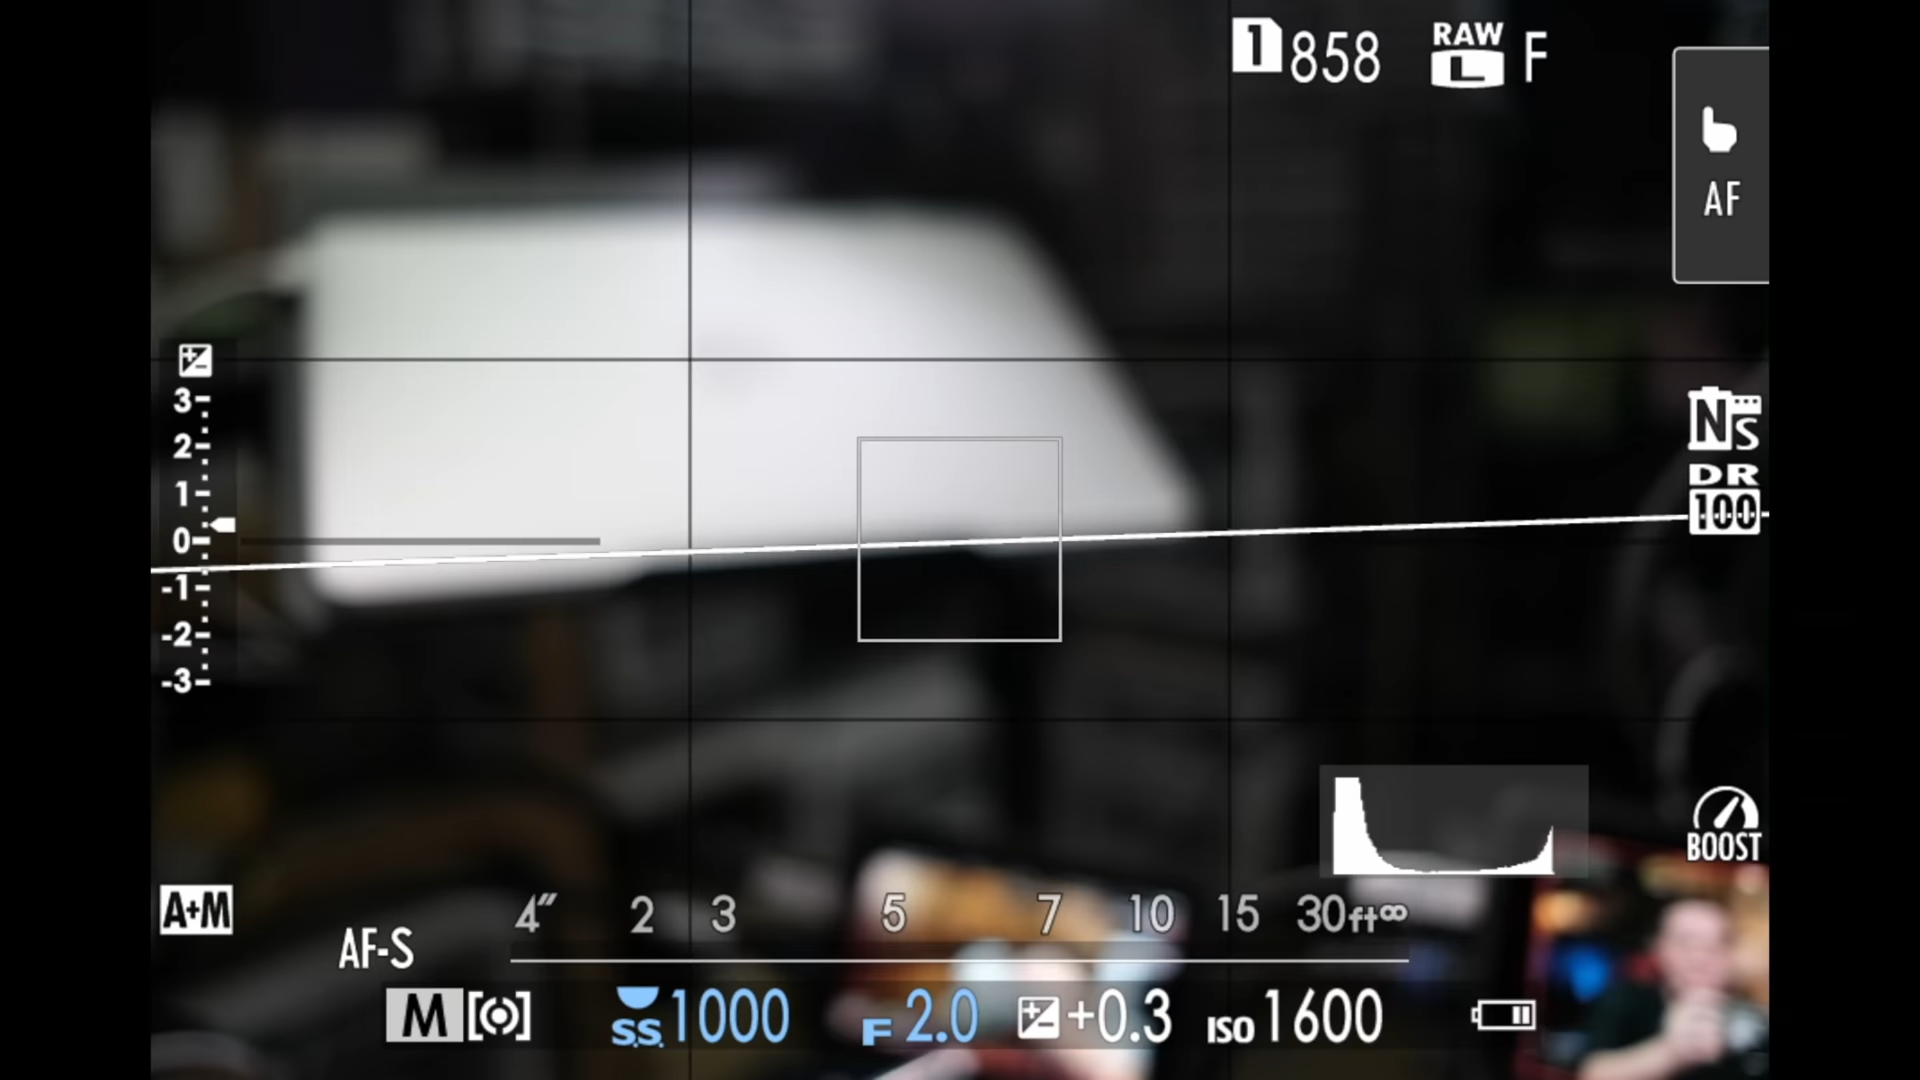 1 858 RAW L F
AF
3
2
1
0
-1
-2
-3
N S
DR
100
BOOST
A+M
4″ 2 3 5 7 10 15 30ft∞
AF-S
M S.S. 1000 F 2.0 +0.3 ISO 1600